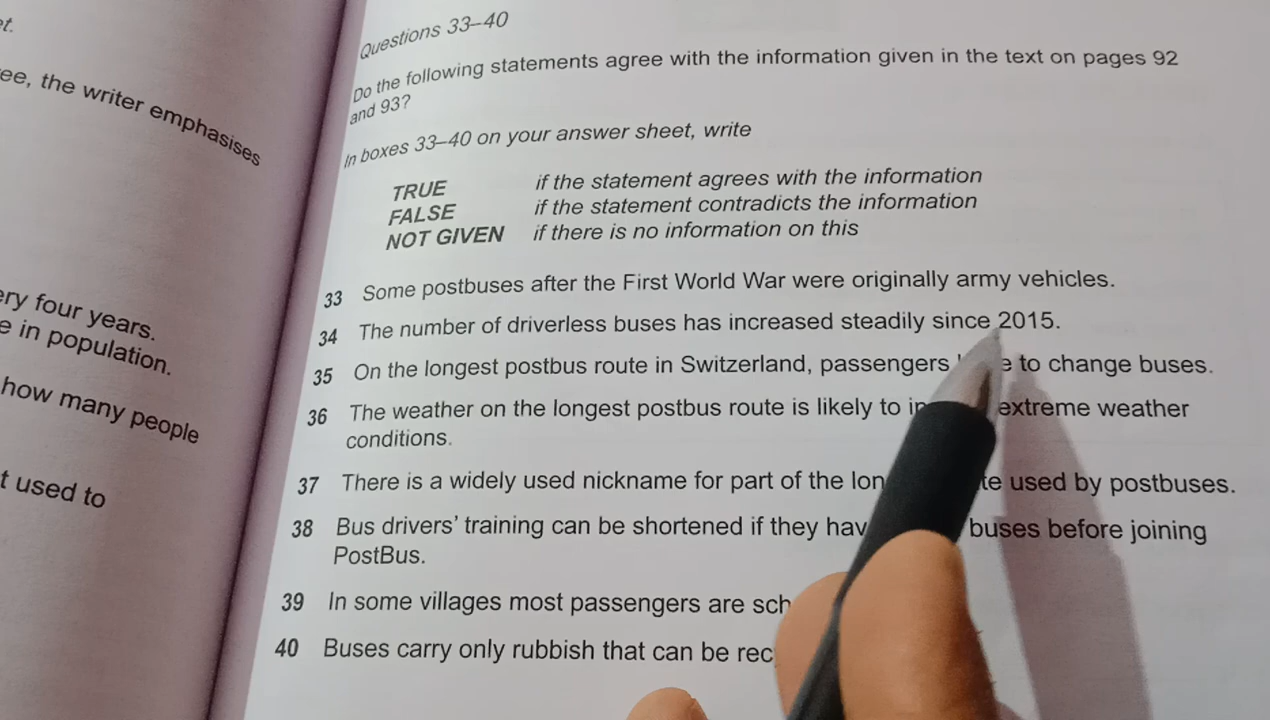 et.
ee, the writer emphasises
ery four years.
e in population.
how many people
t used to
Questions 33–40
Do the following statements agree with the information given in the text on pages 92
and 93?
In boxes 33–40 on your answer sheet, write
TRUE if the statement agrees with the information
FALSE if the statement contradicts the information
NOT GIVEN if there is no information on this
33 Some postbuses after the First World War were originally army vehicles.
34 The number of driverless buses has increased steadily since 2015.
35 On the longest postbus route in Switzerland, passengers to change buses.
36 The weather on the longest postbus route is likely to extreme weather
conditions.
37 There is a widely used nickname for part of the used by postbuses.
38 Bus drivers' training can be shortened if they buses before joining
PostBus.
39 In some villages most passengers are
40 Buses carry only rubbish that can be